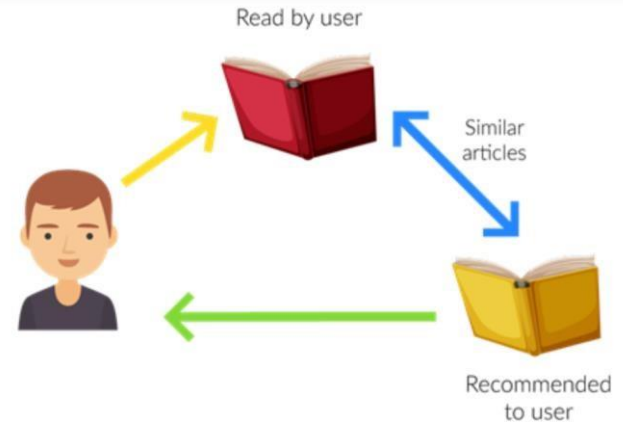 Read by user
Similar
articles
Recommended
to user